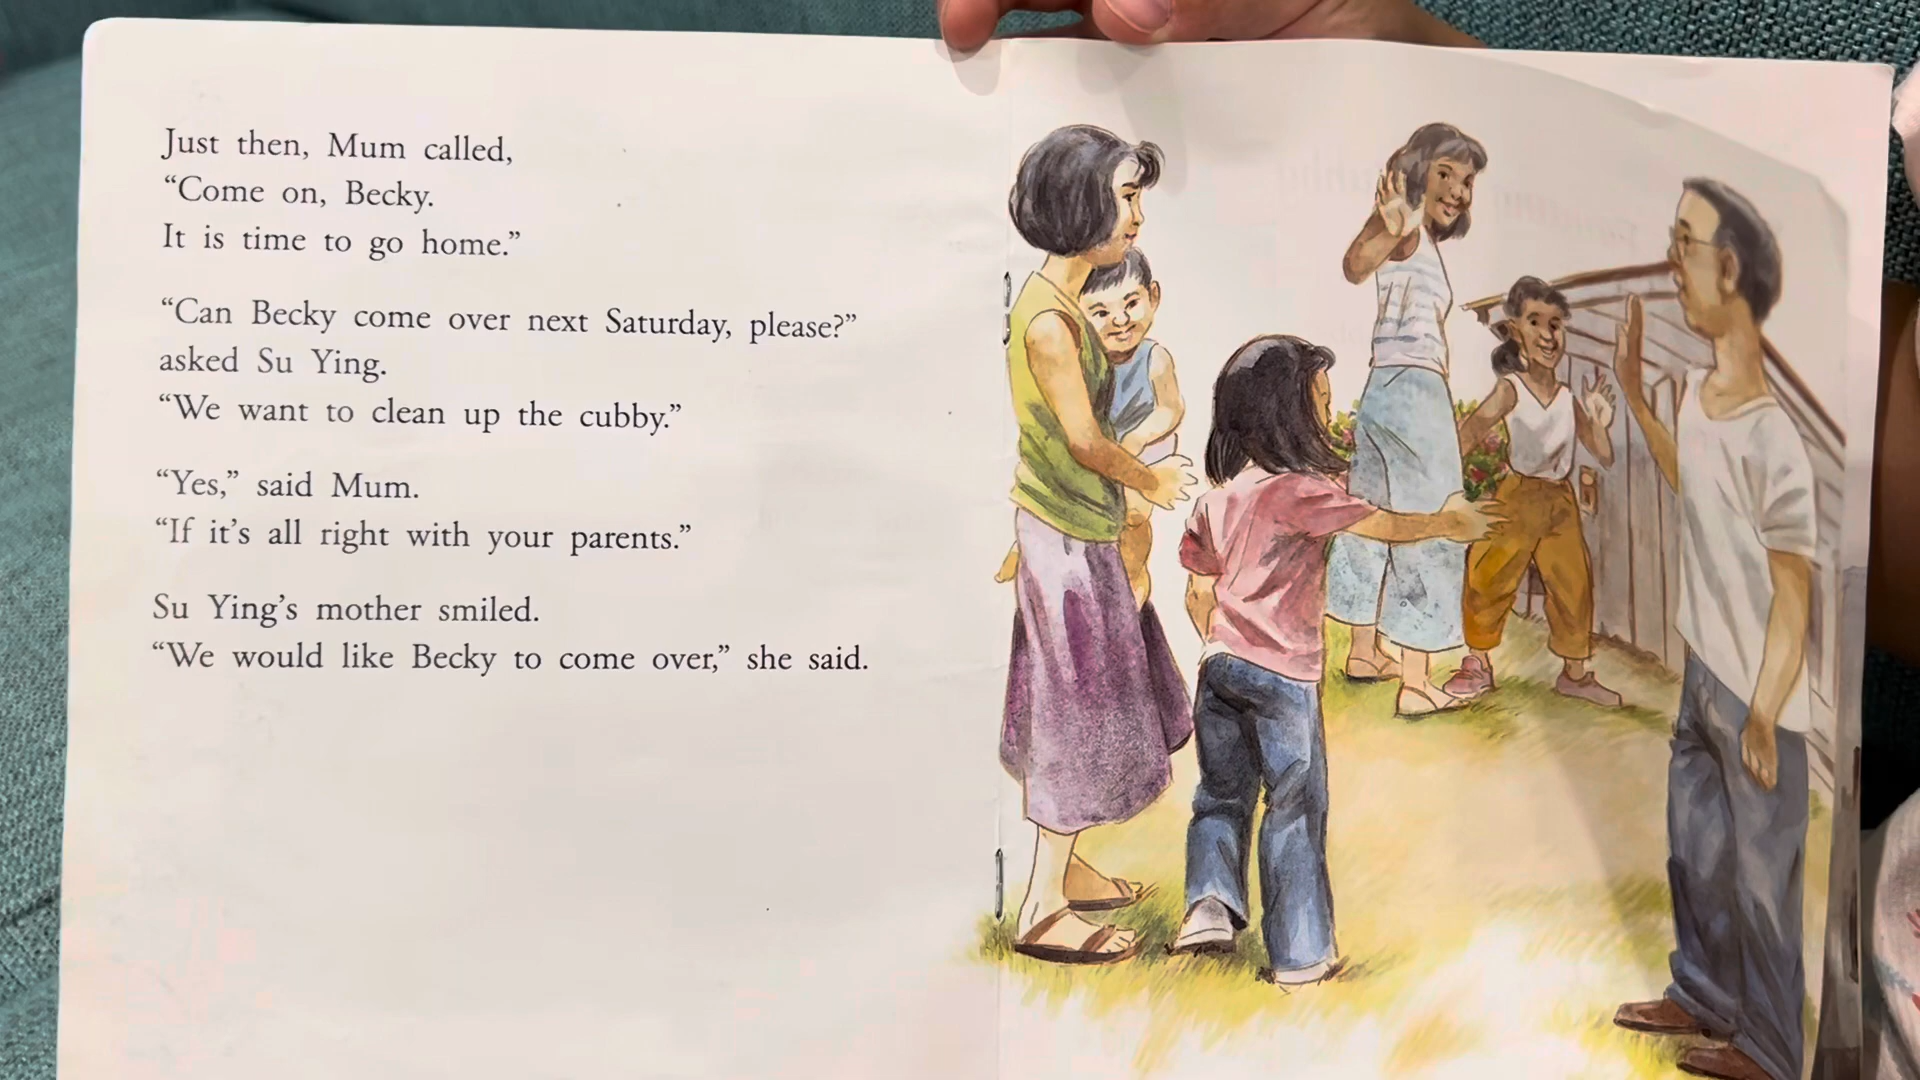 Just then, Mum called,
“Come on, Becky.
It is time to go home.”
“Can Becky come over next Saturday, please?”
asked Su Ying.
“We want to clean up the cubby.”
“Yes,” said Mum.
“If it’s all right with your parents.”
Su Ying’s mother smiled.
“We would like Becky to come over,” she said.